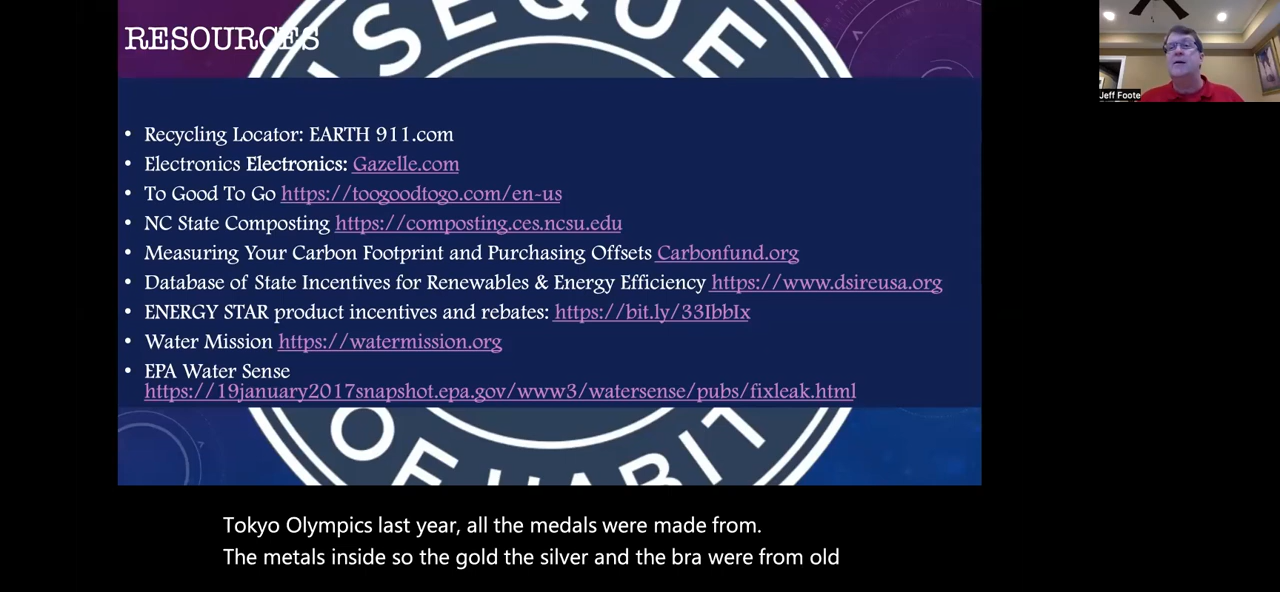 RESOURCES
NSEQUE
• Recycling Locator: EARTH 911.com
• Electronics Electronics: Gazelle.com
• To Good To Go https://toogoodtogo.com/en-us
• NC State Composting https://composting.ces.ncsu.edu
• Measuring Your Carbon Footprint and Purchasing Offsets Carbonfund.org
• Database of State Incentives for Renewables & Energy Efficiency https://www.dsireusa.org
• ENERGY STAR product incentives and rebates: https://bit.ly/33IbbIx
• Water Mission https://watermission.org
• EPA Water Sense
https://19january2017snapshot.epa.gov/www3/watersense/pubs/fixleak.html
OF HABIT
Jeff Foote
Tokyo Olympics last year, all the medals were made from.
The metals inside so the gold the silver and the bra were from old